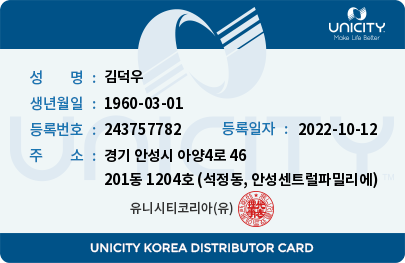 UNICITY
Make Life Better
성 명 : 김덕우
생년월일 : 1960-03-01
등록번호 : 243757782 등록일자 : 2022-10-12
주 소 : 경기 안성시 아양4로 46
201동 1204호 (석정동, 안성센트럴파밀리에)
유니시티코리아(유)
UNICITY
UNICITY KOREA DISTRIBUTOR CARD